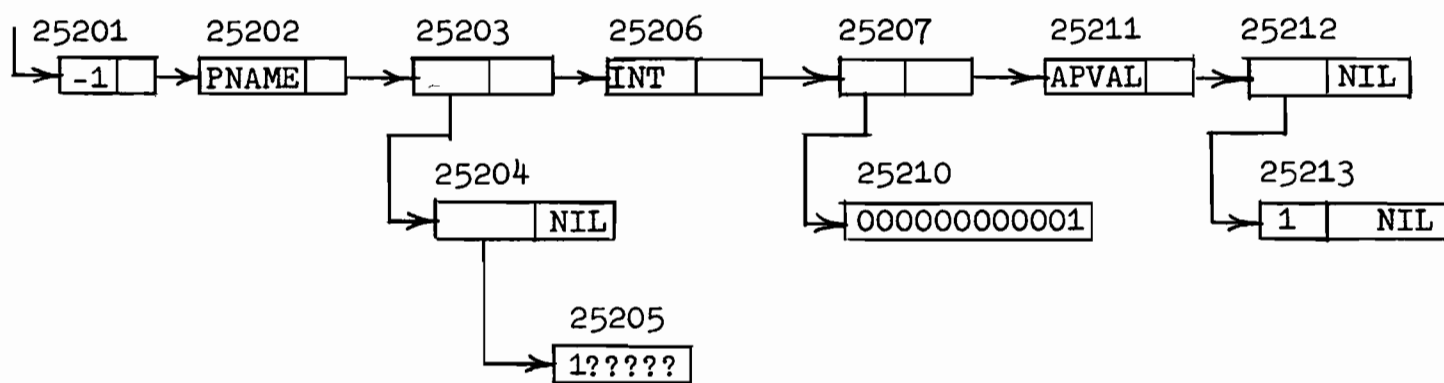 25201 25202 25203 25206 25207 25211 25212
-1 PNAME INT APVAL NIL
25204 25210 25213
NIL 000000000001 1 NIL
25205
1?????